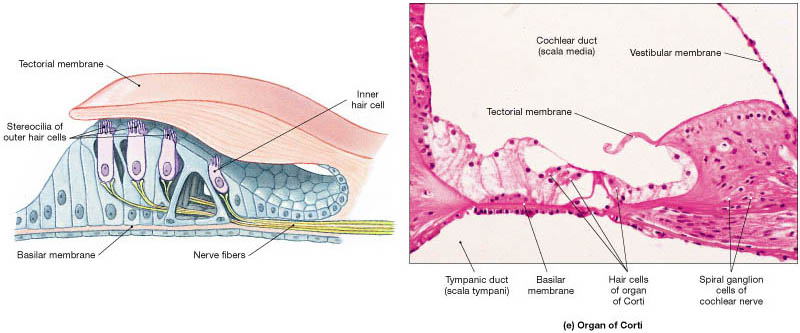 Tectorial membrane
Inner
hair cell
Stereocilia of
outer hair cells
Basilar membrane
Nerve fibers
Cochlear duct
(scala media)
Vestibular membrane
Tectorial membrane
Tympanic duct
(scala tympani)
Basilar
membrane
Hair cells
of organ
of Corti
Spiral ganglion
cells of
cochlear nerve
(e) Organ of Corti